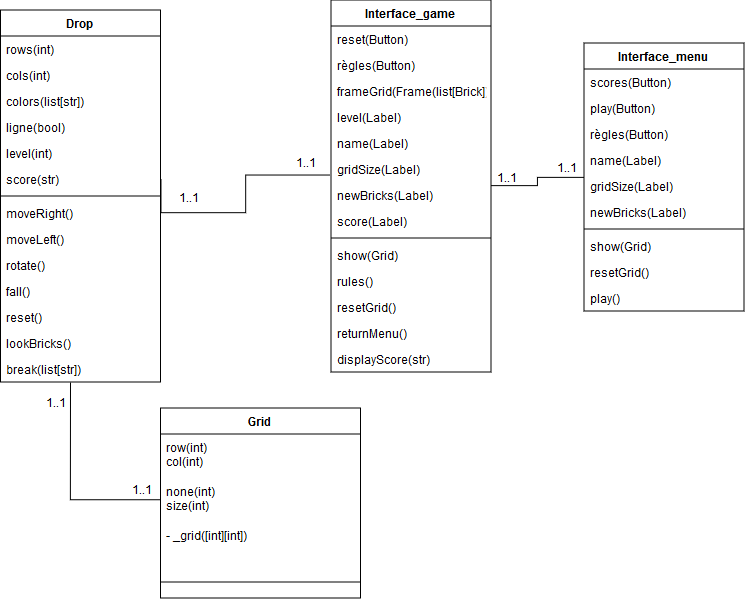 Drop
rows(int)
cols(int)
colors(list[str])
ligne(bool)
level(int)
score(str)
moveRight()
moveLeft()
rotate()
fall()
reset()
lookBricks()
break(list[str])
Interface_game
reset(Button)
règles(Button)
frameGrid(Frame(list[Brick]
level(Label)
name(Label)
gridSize(Label)
newBricks(Label)
score(Label)
show(Grid)
rules()
resetGrid()
returnMenu()
displayScore(str)
Interface_menu
scores(Button)
play(Button)
règles(Button)
name(Label)
gridSize(Label)
newBricks(Label)
show(Grid)
resetGrid()
play()
1..1
1..1
1..1
1..1
1..1
1..1
Grid
row(int)
col(int)
none(int)
size(int)
- _grid([int][int])